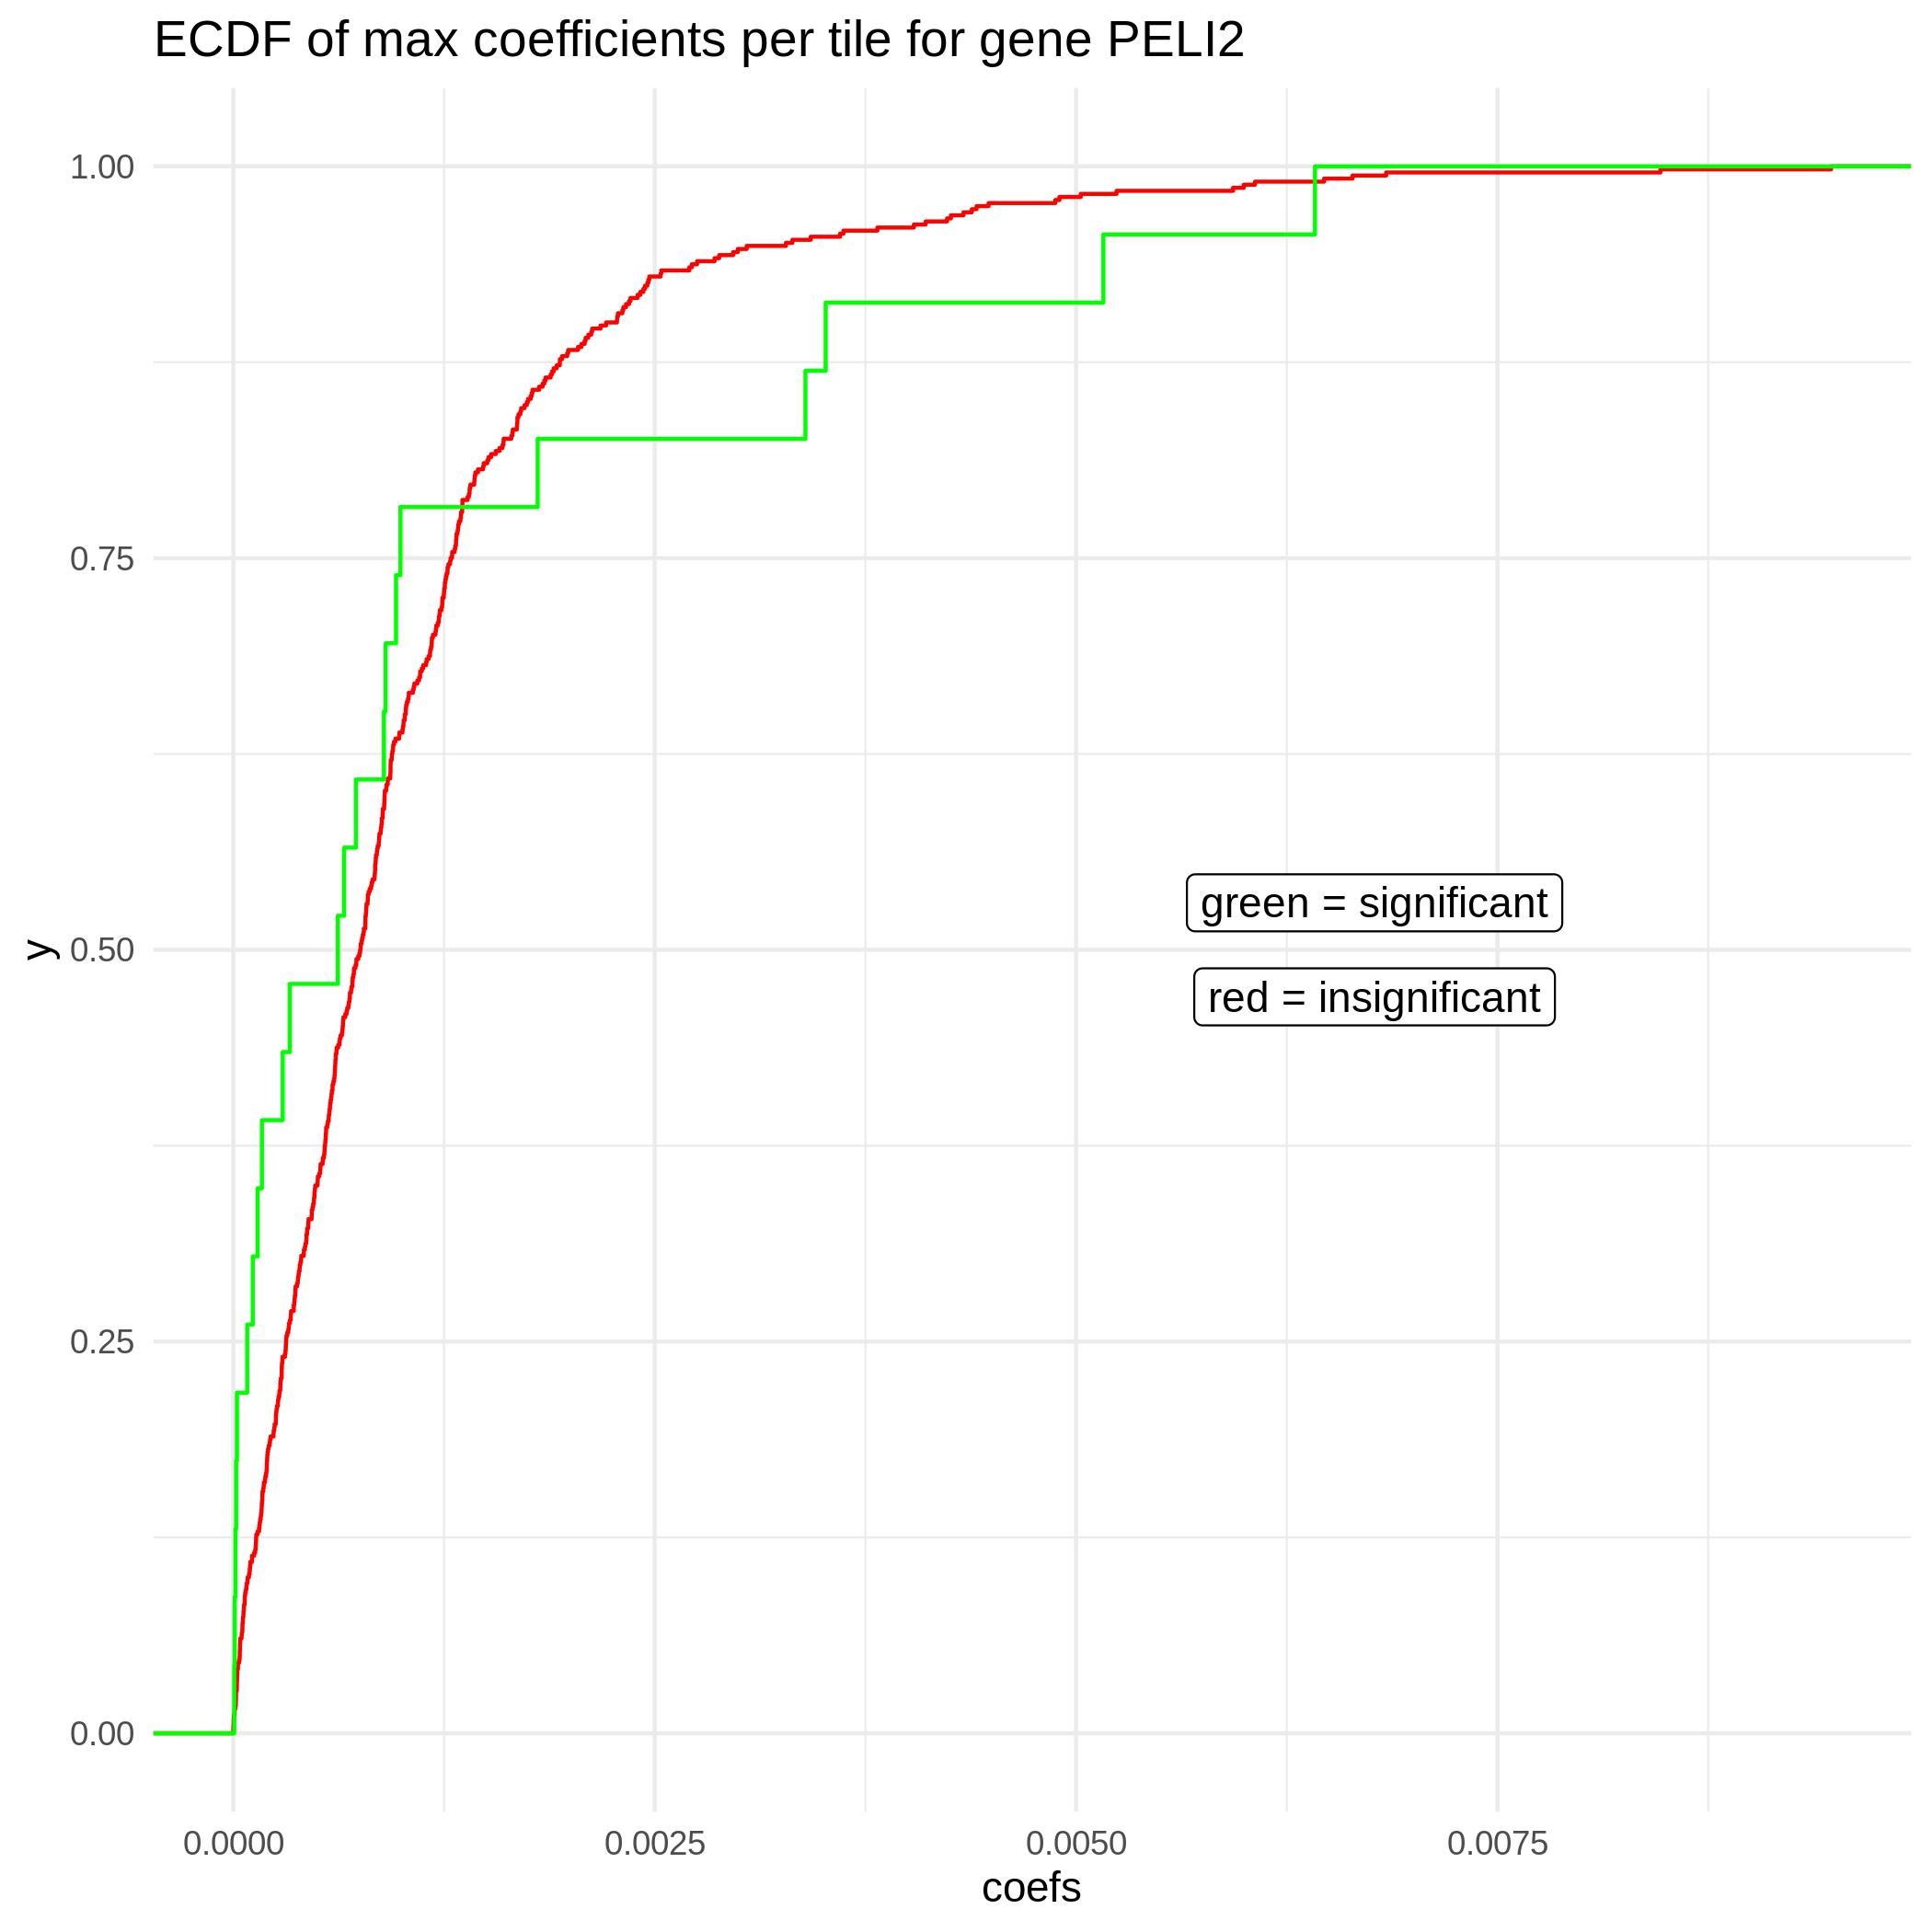 ECDF of max coefficients per tile for gene PELI2
1.00
0.75
0.50
0.25
0.00
y
green = significant
red = insignificant
0.0000 0.0025 0.0050 0.0075
coefs